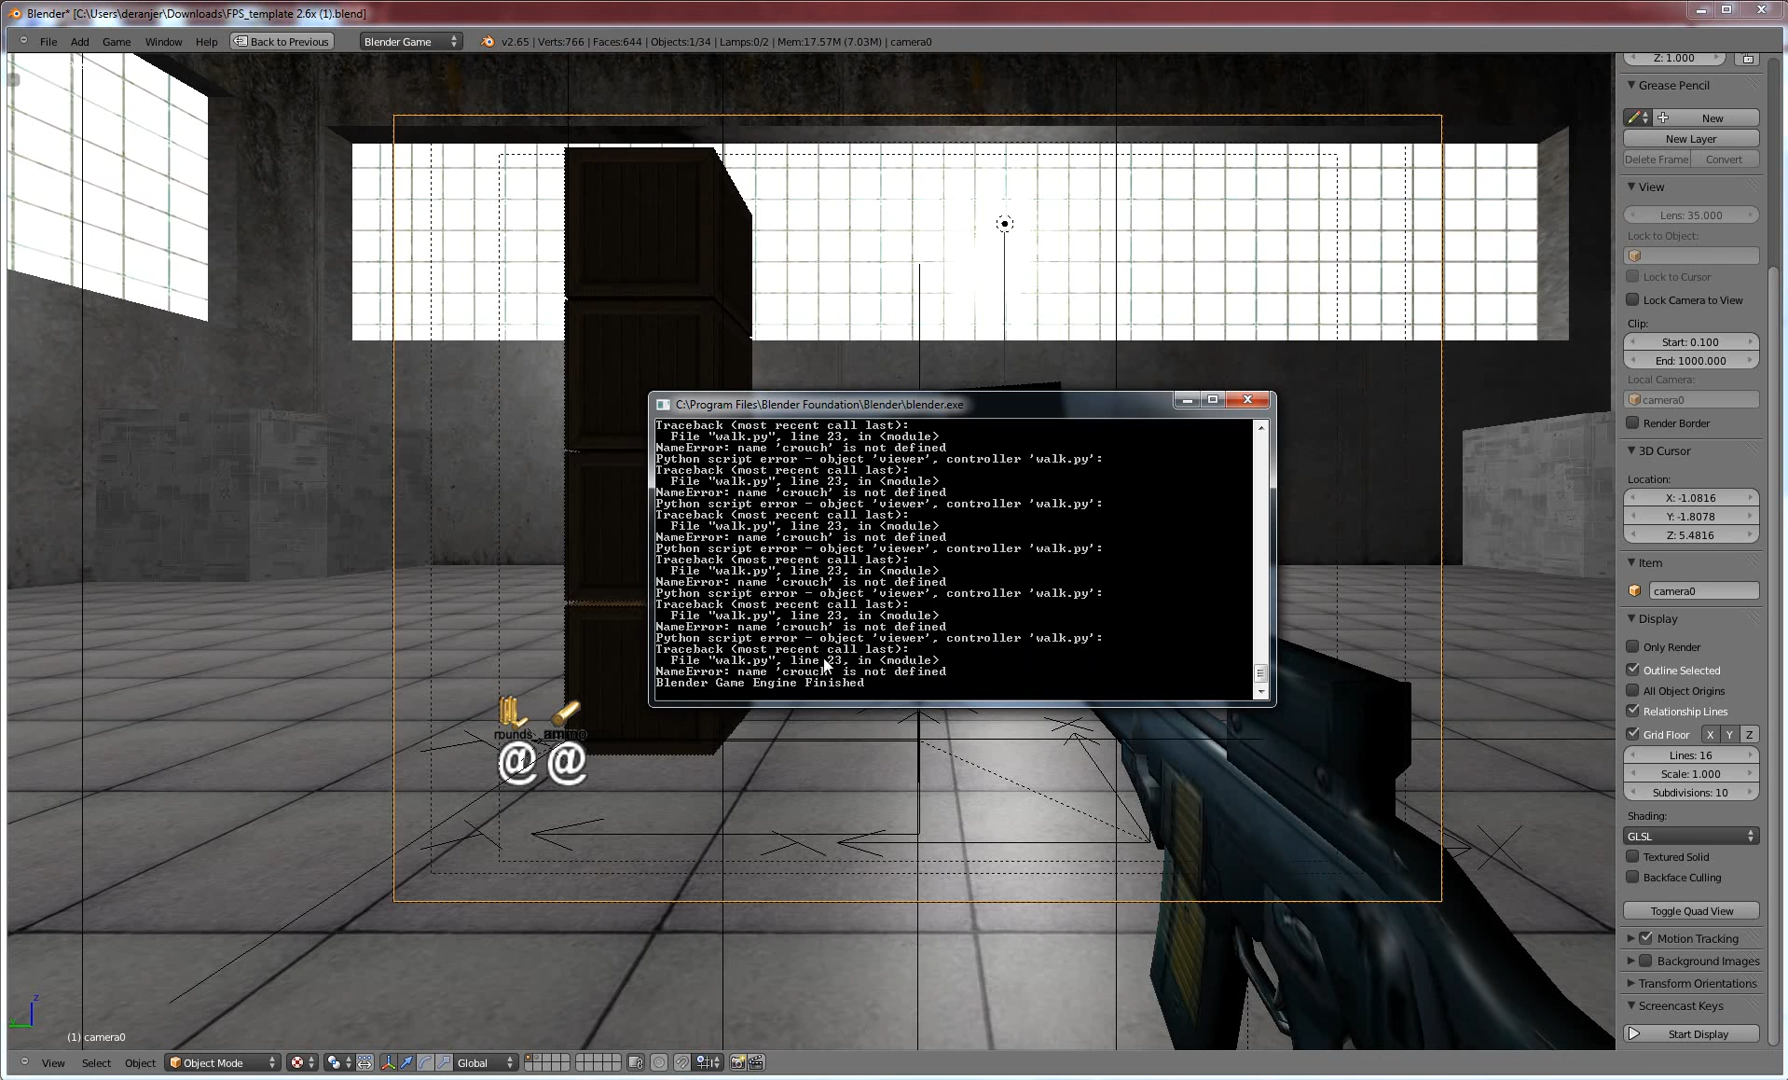 Blender* [C:\Users\deranjer\Downloads\FPS_template 2.6x (1).blend]
File Add Game Window Help Back to Previous Blender Game v2.65 | Verts:766 | Faces:644 | Objects:1/34 | Lamps:0/2 | Mem:17.57M (7.03M) | camera0
Z: 1.000
Grease Pencil
New
New Layer
Delete Frame Convert
View
Lens: 35.000
Lock to Object:
Lock to Cursor
Lock Camera to View
Clip:
Start: 0.100
End: 1000.000
Local Camera:
camera0
Render Border
3D Cursor
Location:
X: -1.0816
Y: -1.8078
Z: 5.4816
Item
camera0
Display
Only Render
Outline Selected
All Object Origins
Relationship Lines
Grid Floor X Y Z
Lines: 16
Scale: 1.000
Subdivisions: 10
Shading:
GLSL
Textured Solid
Backface Culling
Toggle Quad View
Motion Tracking
Background Images
Transform Orientations
Screencast Keys
Start Display
C:\Program Files\Blender Foundation\Blender\blender.exe
Traceback (most recent call last):
File "walk.py", line 23, in <module>
NameError: name 'crouch' is not defined
Python script error - object 'viewer', controller 'walk.py':
Traceback (most recent call last):
File "walk.py", line 23, in <module>
NameError: name 'crouch' is not defined
Python script error - object 'viewer', controller 'walk.py':
Traceback (most recent call last):
File "walk.py", line 23, in <module>
NameError: name 'crouch' is not defined
Python script error - object 'viewer', controller 'walk.py':
Traceback (most recent call last):
File "walk.py", line 23, in <module>
NameError: name 'crouch' is not defined
Python script error - object 'viewer', controller 'walk.py':
Traceback (most recent call last):
File "walk.py", line 23, in <module>
NameError: name 'crouch' is not defined
Python script error - object 'viewer', controller 'walk.py':
Traceback (most recent call last):
File "walk.py", line 23, in <module>
NameError: name 'crouch' is not defined
Blender Game Engine Finished
rounds ammo
@ @
z
(1) camera0
View Select Object Object Mode Global